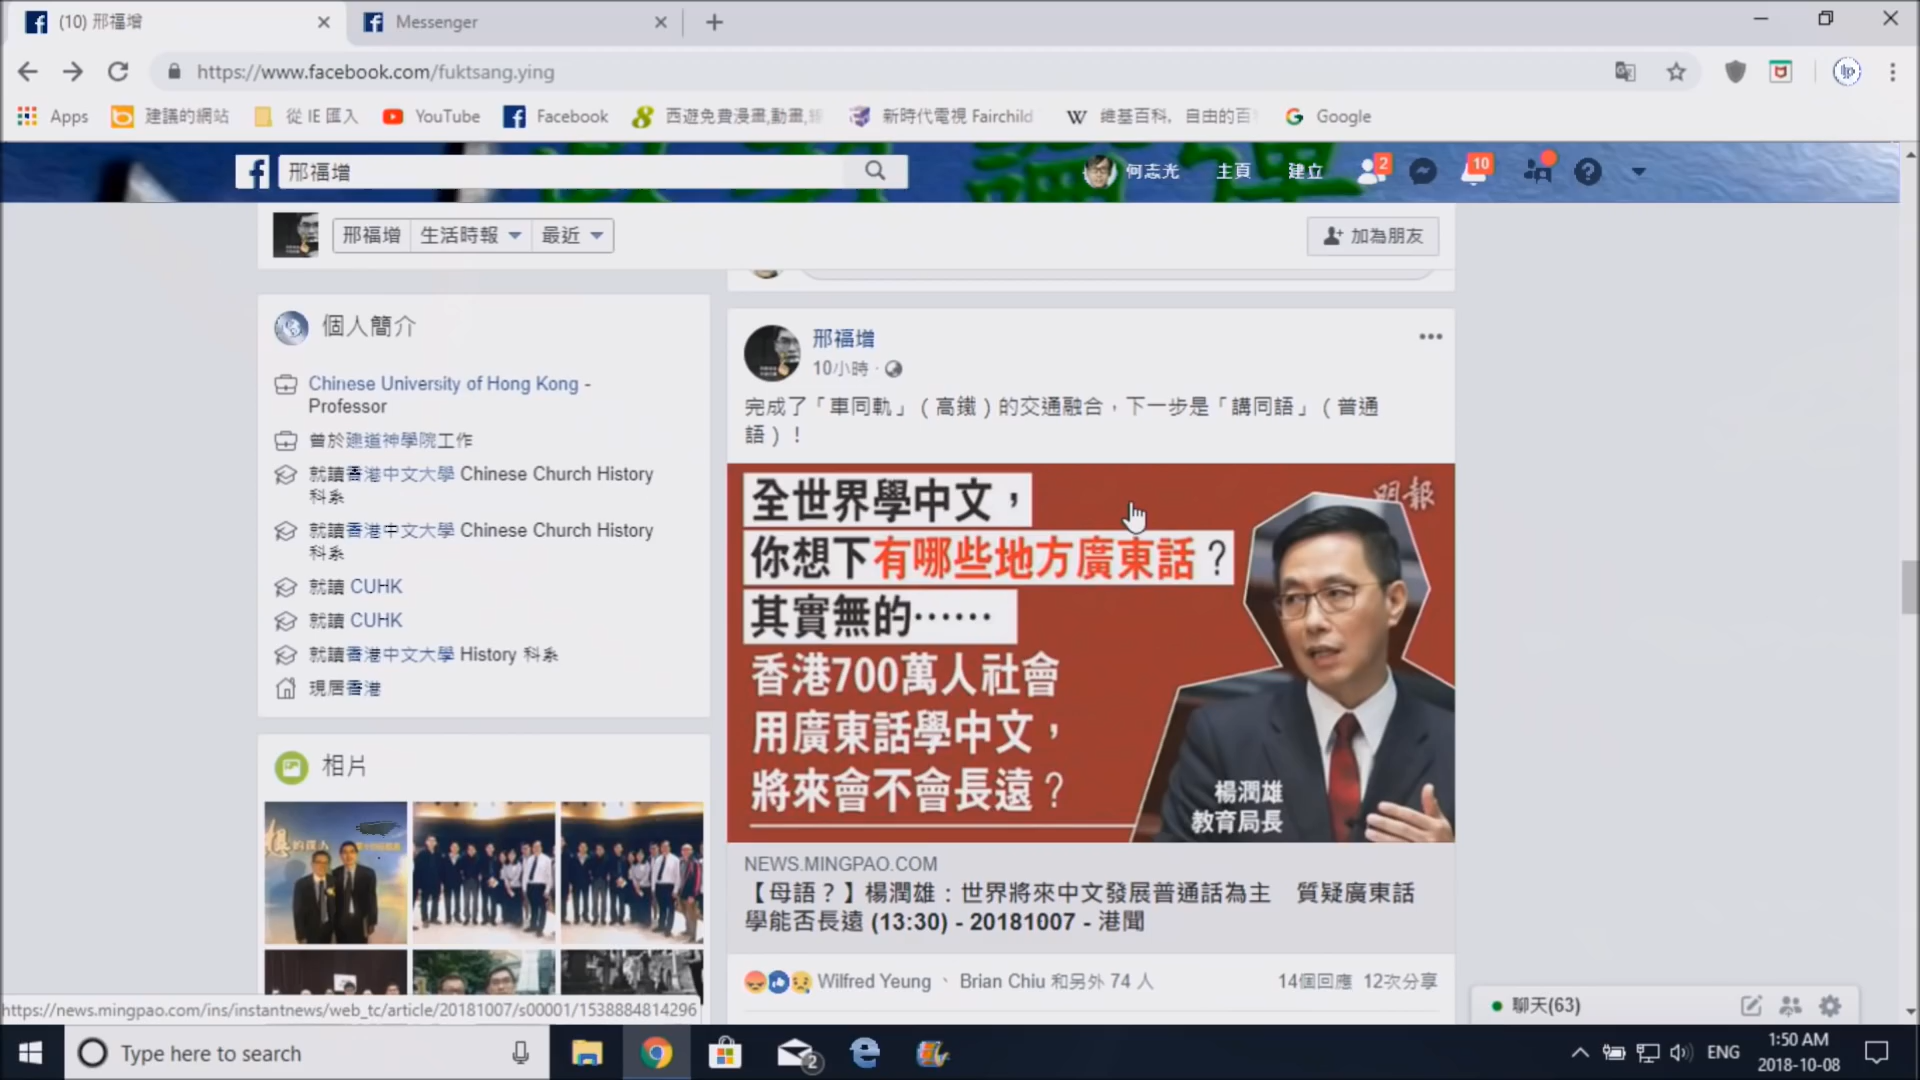 (10) 邢福增
Messenger
https://www.facebook.com/fuktsang.ying
Apps
建議的網站
從 IE 匯入
YouTube
Facebook
西遊免費漫畫,動畫,
新時代電視 Fairchild
維基百科，自由的百
Google
邢福增
何志光
主頁
建立
2
10
邢福增
生活時報
最近
加為朋友
個人簡介
Chinese University of Hong Kong -
Professor
曾於建道神學院工作
就讀香港中文大學 Chinese Church History
科系
就讀香港中文大學 Chinese Church History
科系
就讀 CUHK
就讀 CUHK
就讀香港中文大學 History 科系
現居香港
相片
邢福增
10小時
完成了「車同軌」（高鐵）的交通融合，下一步是「講同語」（普通
語）！
明報
全世界學中文，
你想下有哪些地方廣東話？
其實無的……
香港700萬人社會
用廣東話學中文，
將來會不會長遠？
楊潤雄
教育局長
NEWS.MINGPAO.COM
【母語？】楊潤雄：世界將來中文發展普通話為主　質疑廣東話
學能否長遠 (13:30) - 20181007 - 港聞
Wilfred Yeung 、 Brian Chiu 和另外 74 人
14個回應 12次分享
聊天(63)
https://news.mingpao.com/ins/instantnews/web_tc/article/20181007/s00001/1538884814296
Type here to search
2
ENG
1:50 AM
2018-10-08